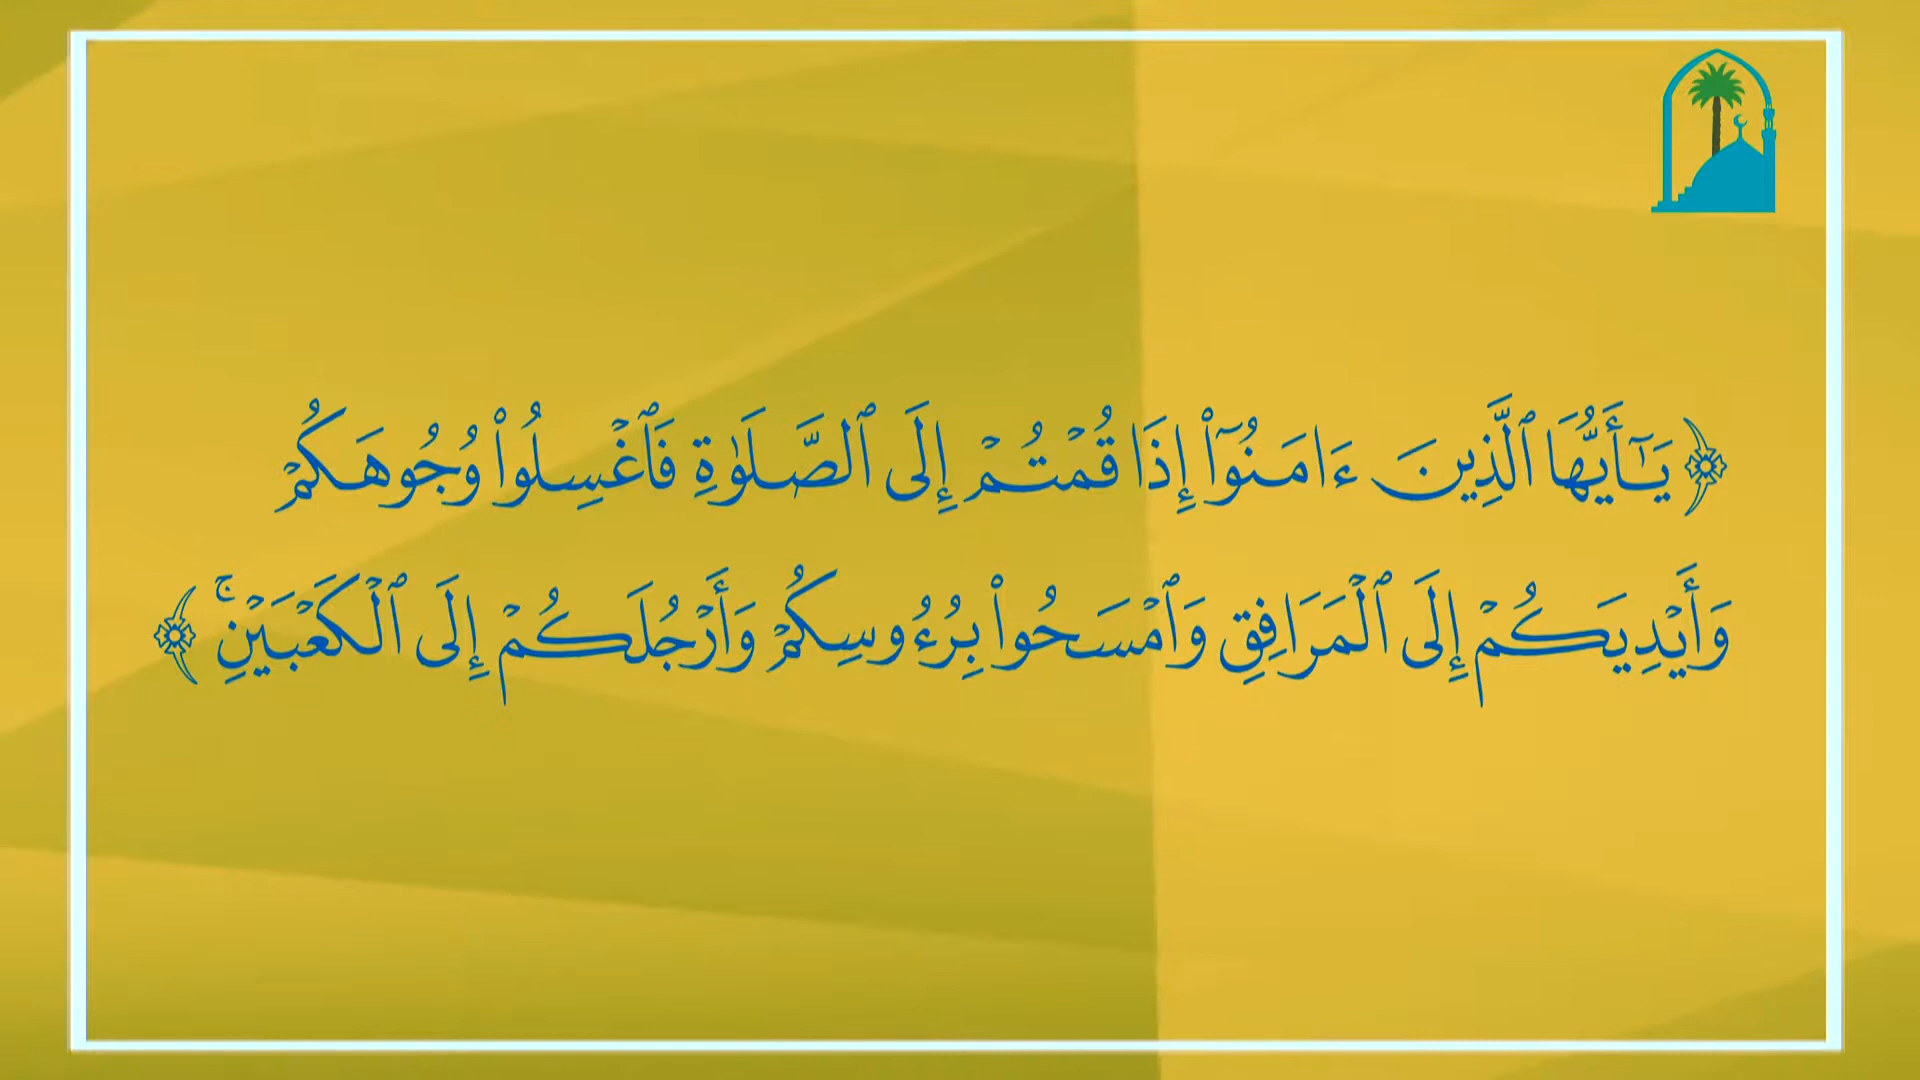 ﴿يَـٰٓأَيُّهَا ٱلَّذِينَ ءَامَنُوٓا۟ إِذَا قُمۡتُمۡ إِلَى ٱلصَّلَوٰةِ فَٱغۡسِلُوا۟ وُجُوهَكُمۡ
وَأَيۡدِيَكُمۡ إِلَى ٱلۡمَرَافِقِ وَٱمۡسَحُوا۟ بِرُءُوسِكُمۡ وَأَرۡجُلَكُمۡ إِلَى ٱلۡكَعۡبَيۡنِۚ﴾